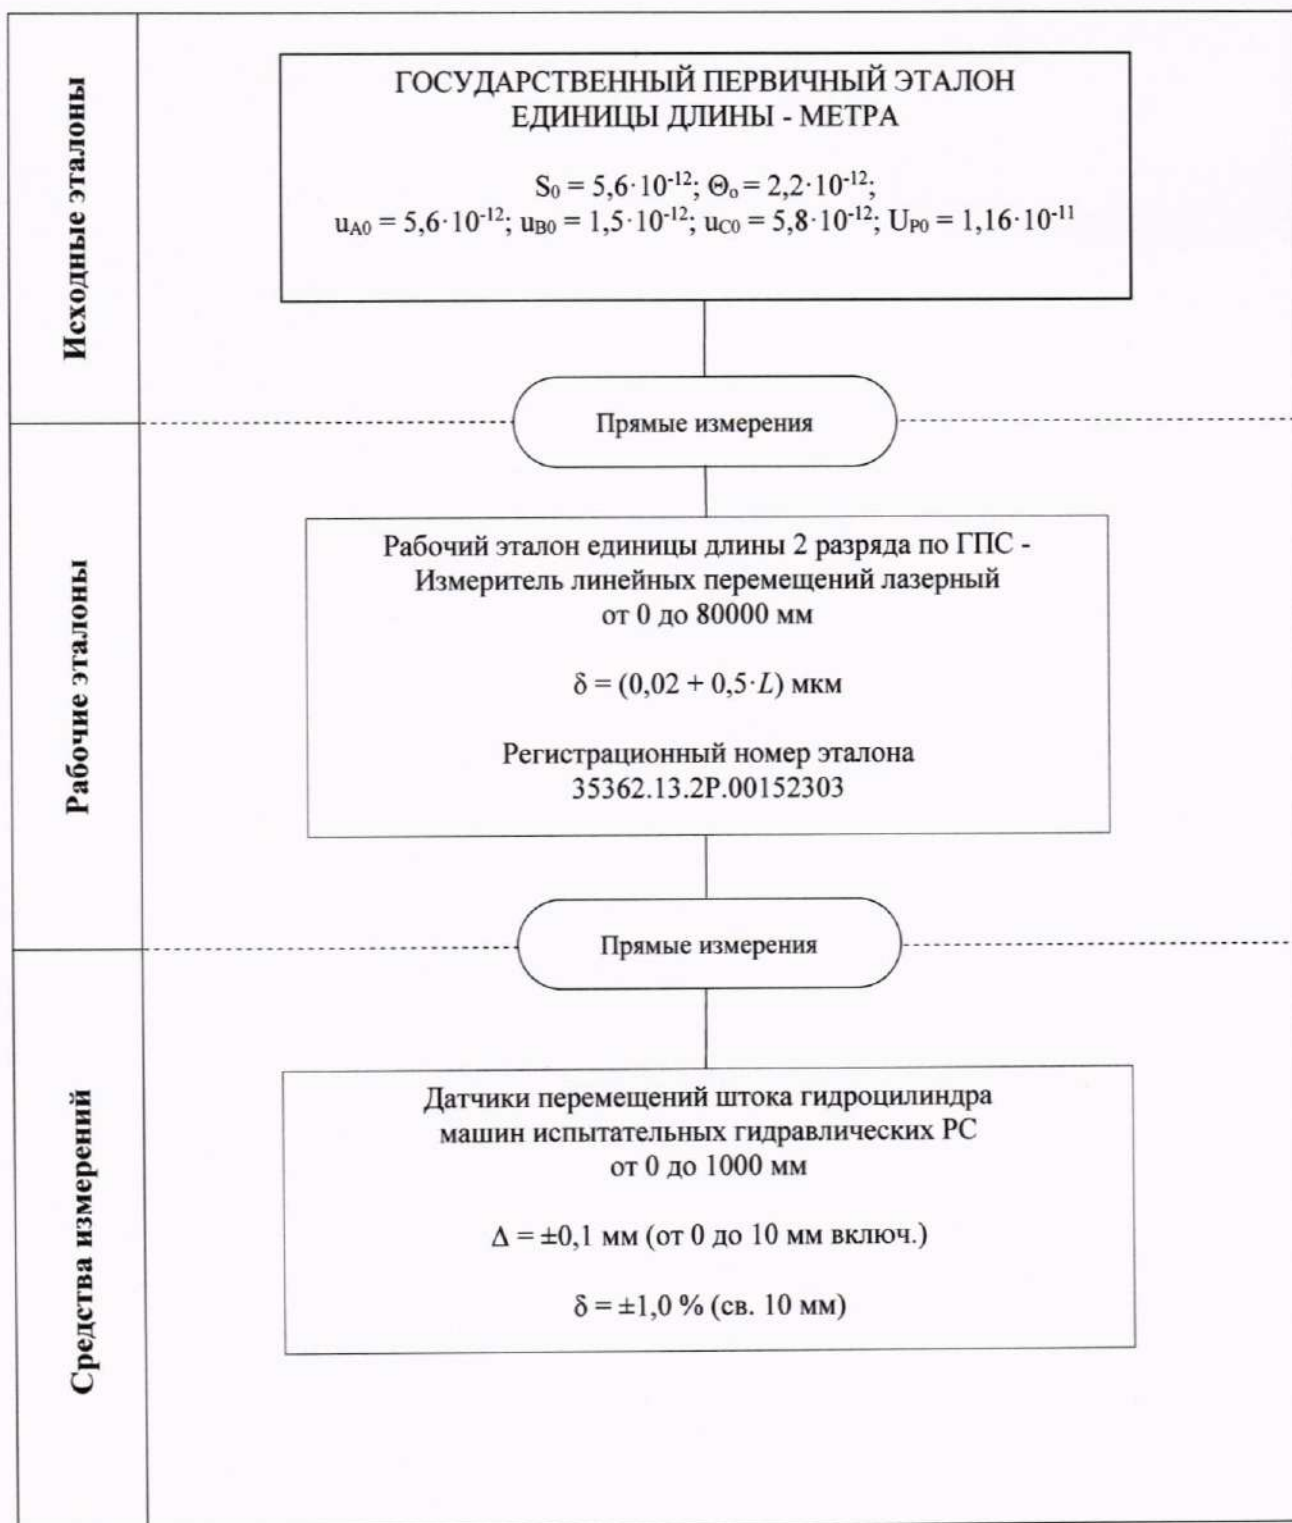 Исходные эталоны
ГОСУДАРСТВЕННЫЙ ПЕРВИЧНЫЙ ЭТАЛОН
ЕДИНИЦЫ ДЛИНЫ - МЕТРА
S₀ = 5,6·10⁻¹²; Θₒ = 2,2·10⁻¹²;
u_A0 = 5,6·10⁻¹²; u_B0 = 1,5·10⁻¹²; u_C0 = 5,8·10⁻¹²; U_P0 = 1,16·10⁻¹¹
Прямые измерения
Рабочие эталоны
Рабочий эталон единицы длины 2 разряда по ГПС -
Измеритель линейных перемещений лазерный
от 0 до 80000 мм
δ = (0,02 + 0,5·L) мкм
Регистрационный номер эталона
35362.13.2Р.00152303
Прямые измерения
Средства измерений
Датчики перемещений штока гидроцилиндра
машин испытательных гидравлических РС
от 0 до 1000 мм
Δ = ±0,1 мм (от 0 до 10 мм включ.)
δ = ±1,0 % (св. 10 мм)